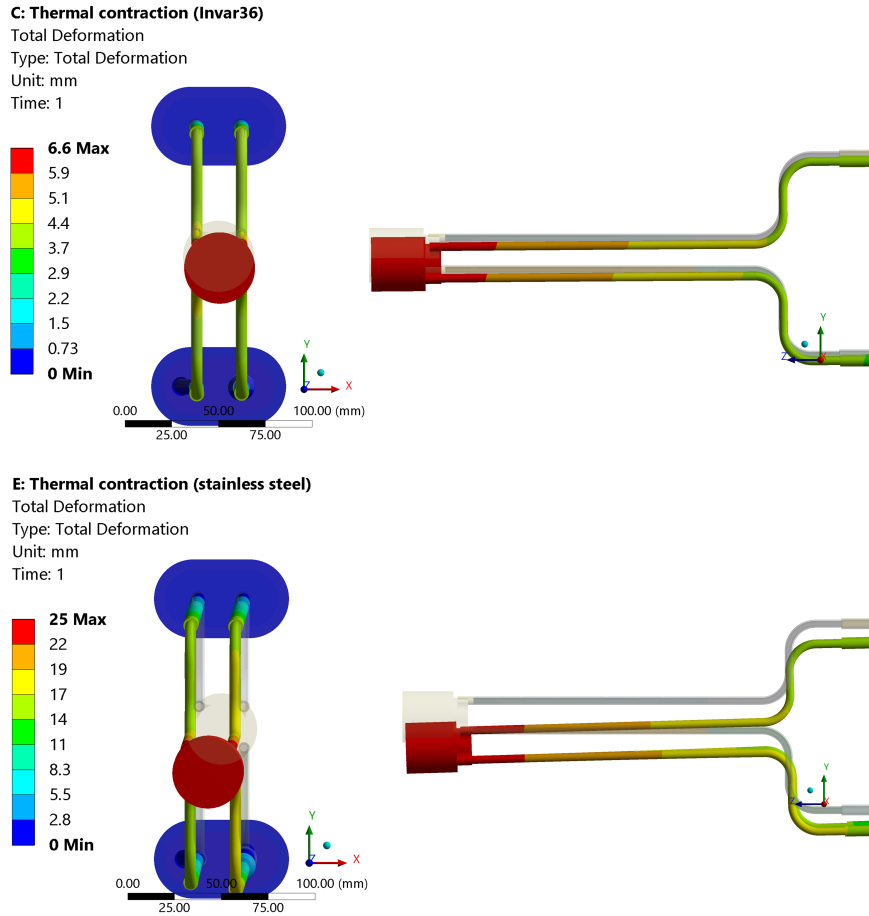 C: Thermal contraction (Invar36)
Total Deformation
Type: Total Deformation
Unit: mm
Time: 1
6.6 Max
5.9
5.1
4.4
3.7
2.9
2.2
1.5
0.73
0 Min
Y
Z
X
0.00
50.00
100.00 (mm)
25.00
75.00
Y
Z
X
E: Thermal contraction (stainless steel)
Total Deformation
Type: Total Deformation
Unit: mm
Time: 1
25 Max
22
19
17
14
11
8.3
5.5
2.8
0 Min
Y
Z
X
0.00
50.00
100.00 (mm)
25.00
75.00
Y
Z
X